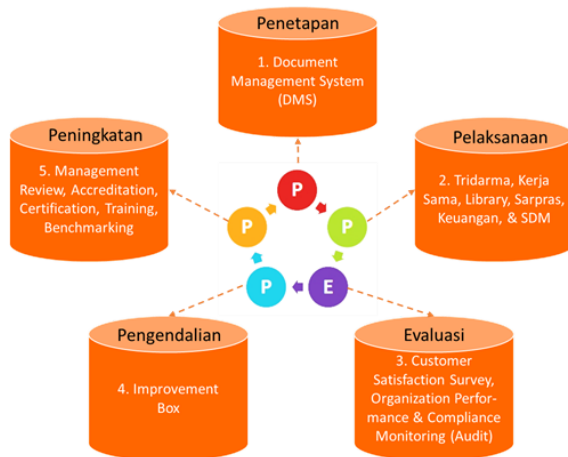 Penetapan
1. Document
Management System
(DMS)
Peningkatan
5. Management
Review, Accreditation,
Certification, Training,
Benchmarking
Pelaksanaan
2. Tridarma, Kerja
Sama, Library, Sarpras,
Keuangan, & SDM
P
P
P
P
E
Pengendalian
4. Improvement
Box
Evaluasi
3. Customer
Satisfaction Survey,
Organization Perfor-
mance & Compliance
Monitoring (Audit)